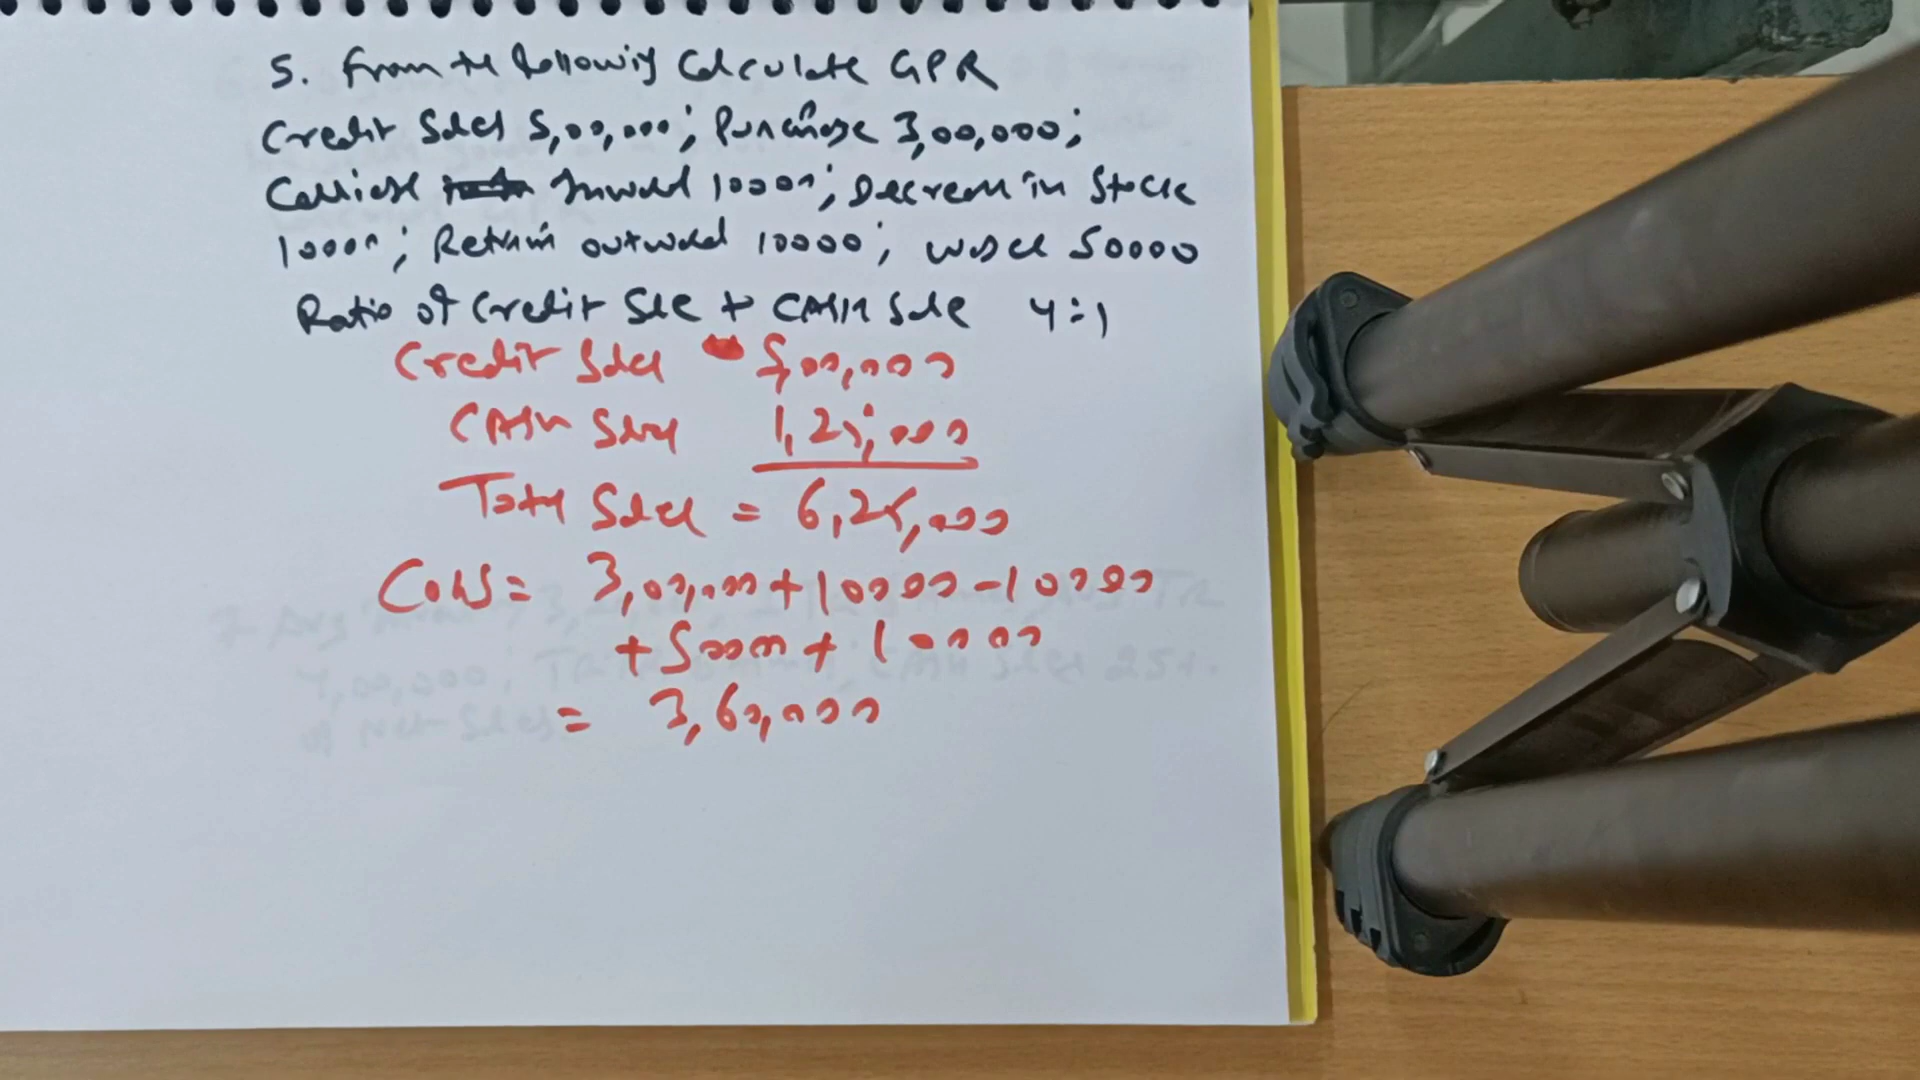 5. From the following Calculate GPR
Credit Sales 5,00,000; Purchase 3,00,000;
Carriage Inward 10000; Decrease in Stock
10000; Return outward 10000; wages 50000
Ratio of Credit Sale to CASH Sale 4:1
Credit Sales 5,00,000
CASH Sales 1,25,000
Total Sales = 6,25,000
COGS = 3,00,000 + 10000 - 10000
+ 50000 + 10000
= 3,60,000